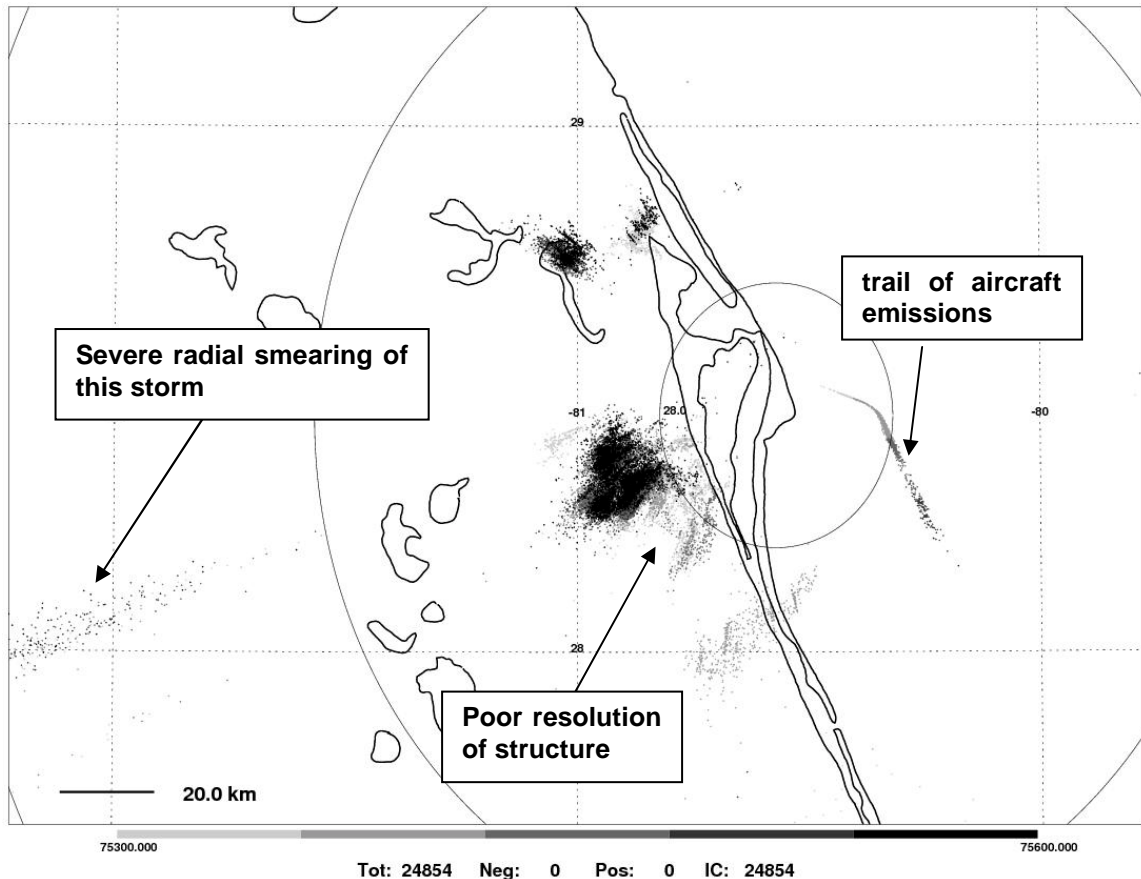 29
trail of aircraft
emissions
Severe radial smearing of
this storm
-81
28.0
-80
28
Poor resolution
of structure
20.0 km
75300.000
75600.000
Tot: 24854 Neg: 0 Pos: 0 IC: 24854